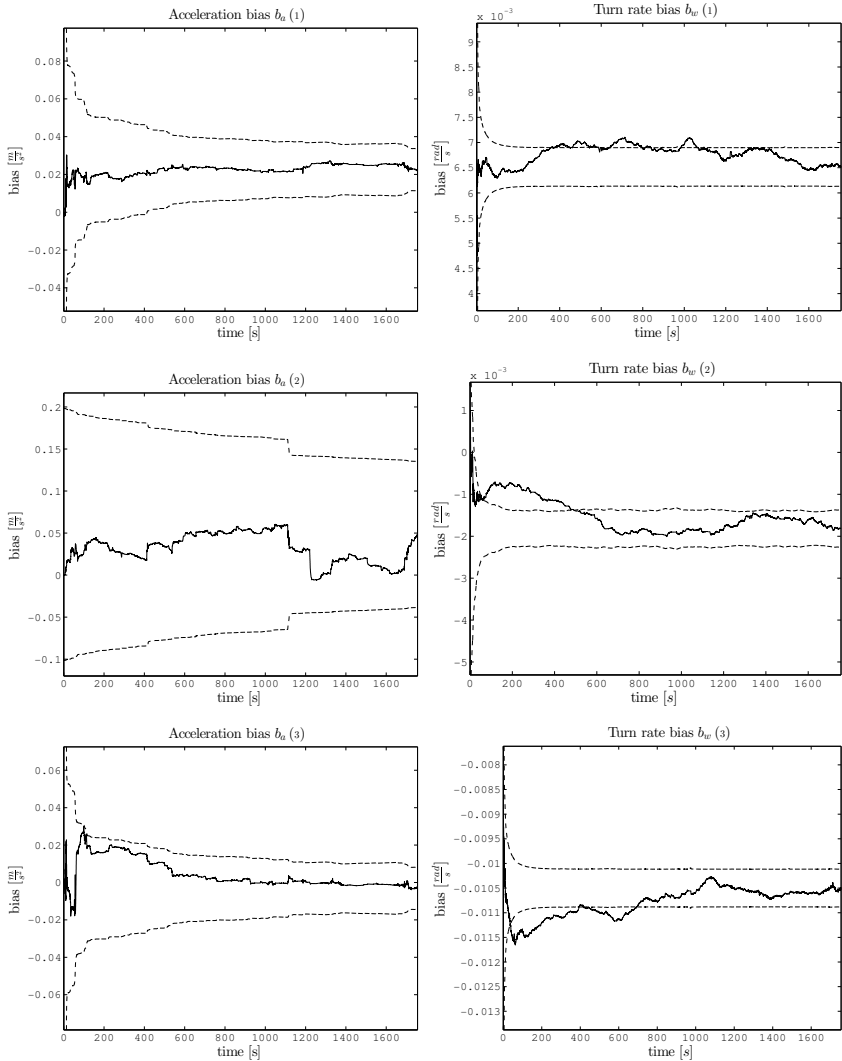 Acceleration bias b_a (1)
0.08
0.06
0.04
0.02
0
−0.02
−0.04
bias [m/s²]
0 200 400 600 800 1000 1200 1400 1600
time [s]
Turn rate bias b_w (1)
x 10⁻³
9
8.5
8
7.5
7
6.5
6
5.5
5
4.5
4
bias [rad/s]
0 200 400 600 800 1000 1200 1400 1600
time [s]
Acceleration bias b_a (2)
0.2
0.15
0.1
0.05
0
−0.05
−0.1
bias [m/s²]
0 200 400 600 800 1000 1200 1400 1600
time [s]
Turn rate bias b_w (2)
x 10⁻³
1
0
−1
−2
−3
−4
−5
bias [rad/s]
0 200 400 600 800 1000 1200 1400 1600
time [s]
Acceleration bias b_a (3)
0.06
0.04
0.02
0
−0.02
−0.04
−0.06
bias [m/s²]
0 200 400 600 800 1000 1200 1400 1600
time [s]
Turn rate bias b_w (3)
−0.008
−0.0085
−0.009
−0.0095
−0.01
−0.0105
−0.011
−0.0115
−0.012
−0.0125
−0.013
bias [rad/s]
0 200 400 600 800 1000 1200 1400 1600
time [s]